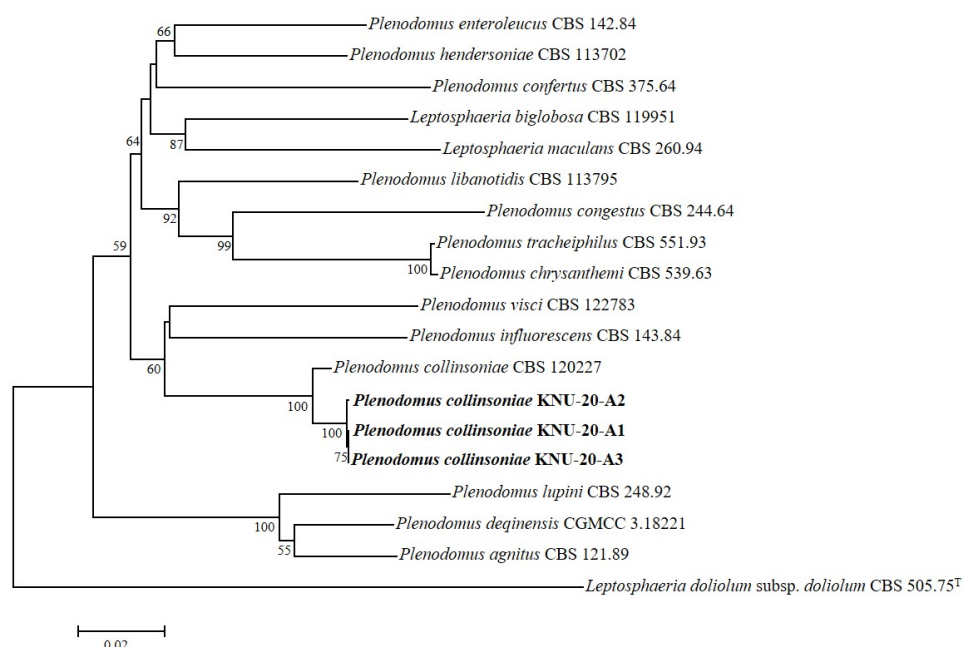 66
Plenodomus enteroleucus CBS 142.84
Plenodomus hendersoniae CBS 113702
Plenodomus confertus CBS 375.64
Leptosphaeria biglobosa CBS 119951
64
87
Leptosphaeria maculans CBS 260.94
Plenodomus libanotidis CBS 113795
92
Plenodomus congestus CBS 244.64
59
99
Plenodomus tracheiphilus CBS 551.93
100
Plenodomus chrysanthemi CBS 539.63
Plenodomus visci CBS 122783
Plenodomus influorescens CBS 143.84
60
Plenodomus collinsoniae CBS 120227
100
Plenodomus collinsoniae KNU-20-A2
100
Plenodomus collinsoniae KNU-20-A1
75
Plenodomus collinsoniae KNU-20-A3
Plenodomus lupini CBS 248.92
100
Plenodomus deqinensis CGMCC 3.18221
55
Plenodomus agnitus CBS 121.89
Leptosphaeria doliolum subsp. doliolum CBS 505.75ᵀ
0.02